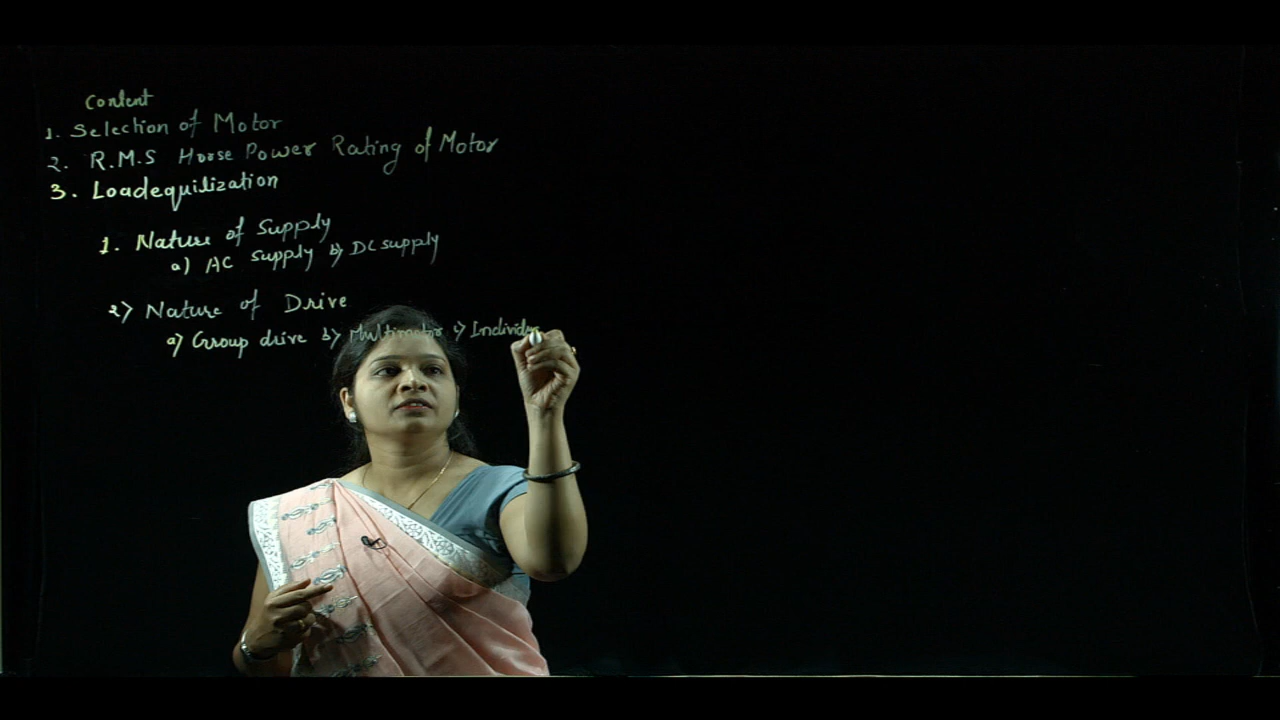 Content
1. Selection of Motor
2. R.M.S Horse Power Rating of Motor
3. Loadequilization
1. Nature of Supply
a) AC supply b) DC supply
2) Nature of Drive
a) Group drive b) Multimotor c) Individu